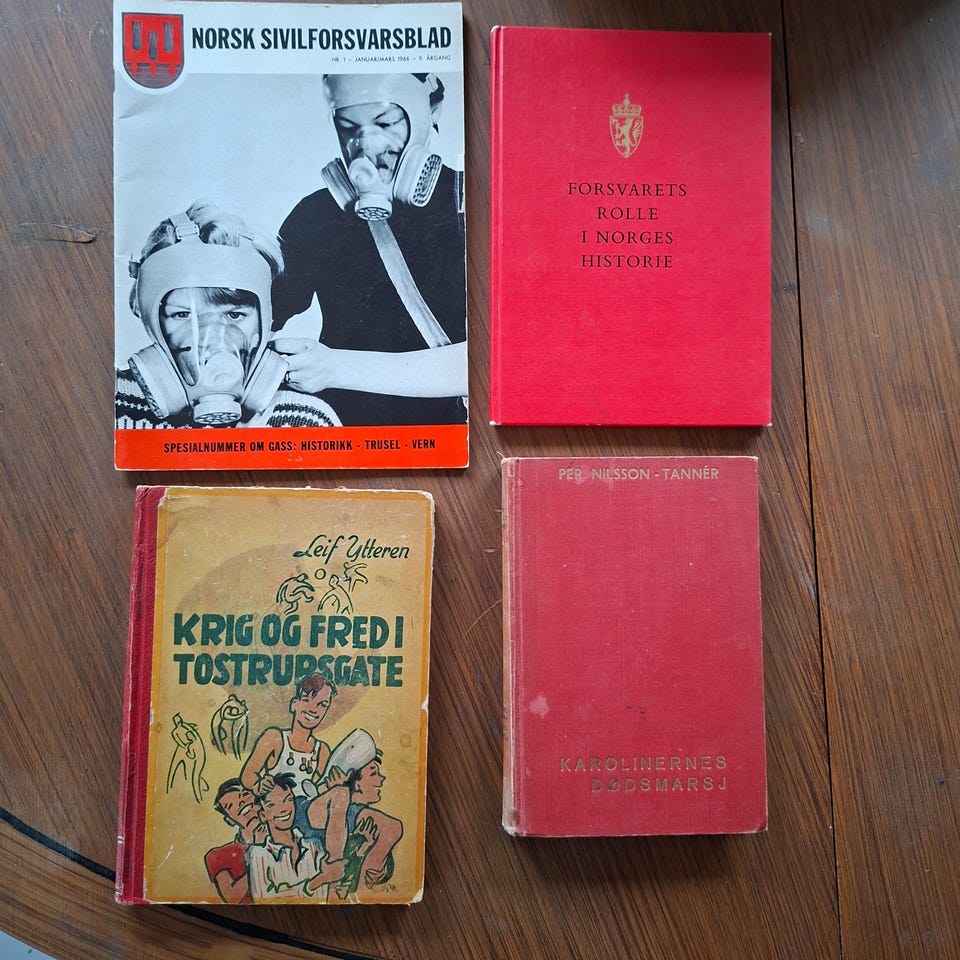 NORSK SIVILFORSVARSBLAD
NR. 1 – JANUAR/MARS 1966 – 9. ÅRGANG
SPESIALNUMMER OM GASS: HISTORIKK - TRUSEL - VERN
FORSVARETS
ROLLE
I NORGES
HISTORIE
Leif Ytteren
KRIG OG FRED I
TOSTRUPSGATE
PER NILSSON - TANNÉR
KAROLINERNES
DØDSMARSJ